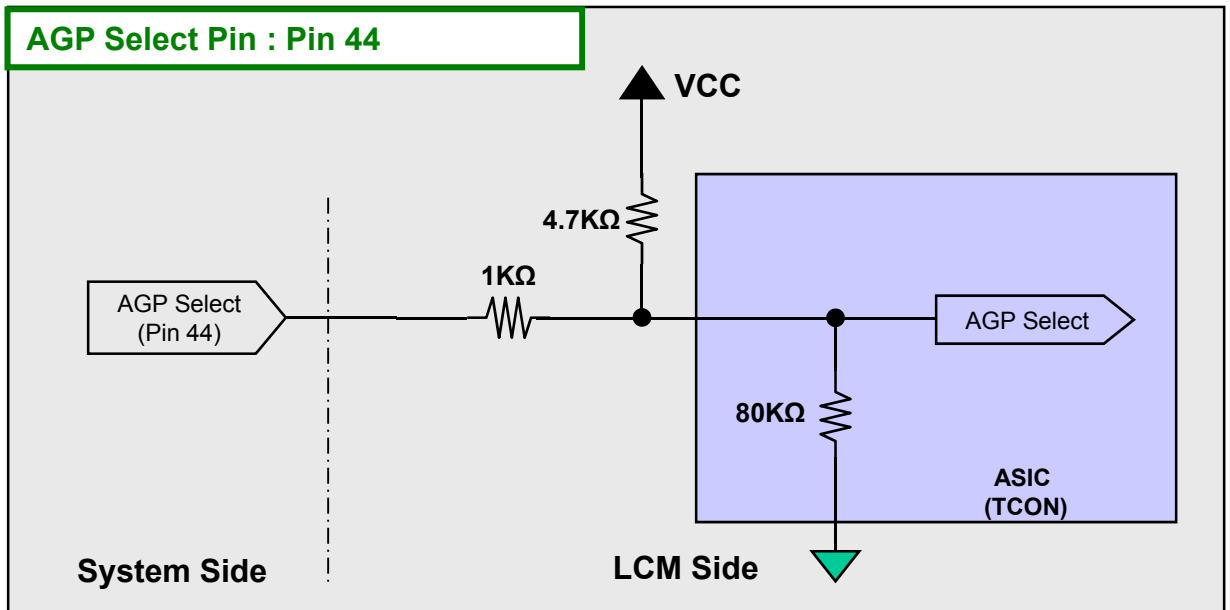 AGP Select Pin : Pin 44
VCC
4.7KΩ
1KΩ
AGP Select
(Pin 44)
AGP Select
80KΩ
ASIC
(TCON)
System Side
LCM Side